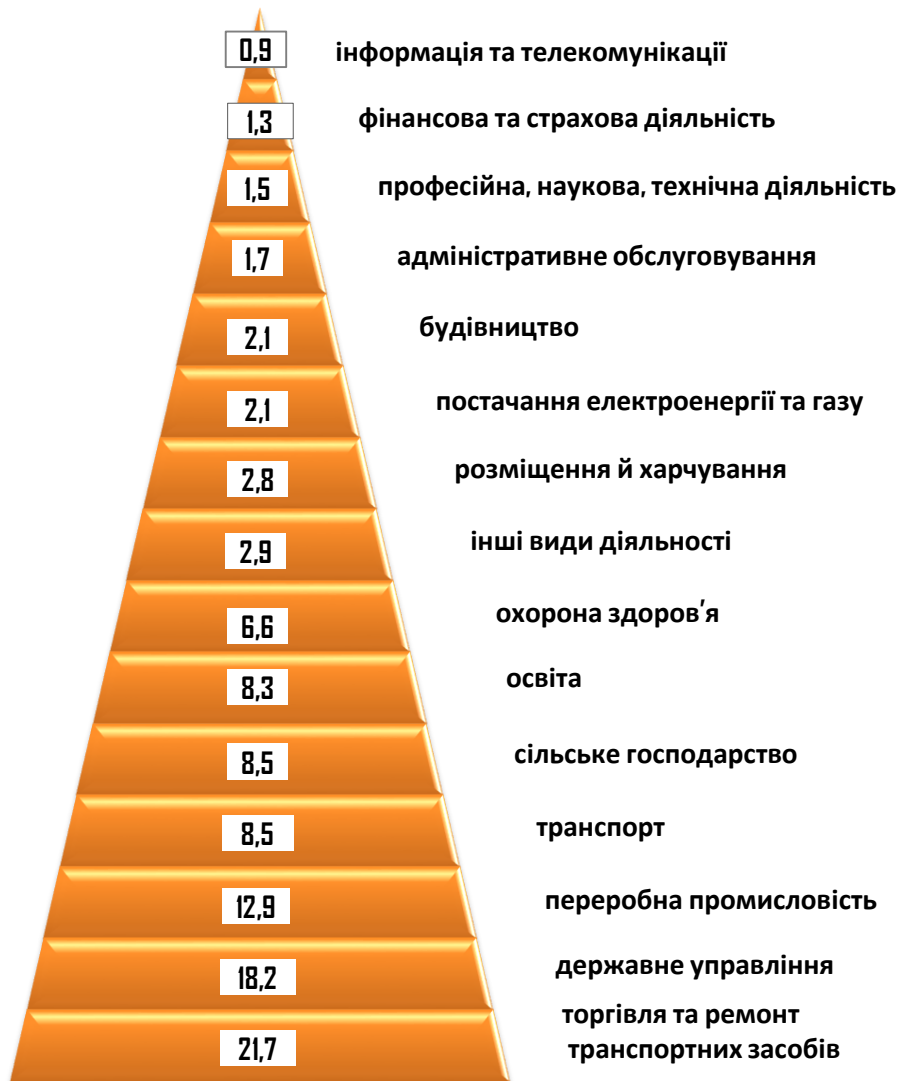 0,9 інформація та телекомунікації
1,3 фінансова та страхова діяльність
1,5 професійна, наукова, технічна діяльність
1,7 адміністративне обслуговування
2,1 будівництво
2,1 постачання електроенергії та газу
2,8 розміщення й харчування
2,9 інші види діяльності
6,6 охорона здоров'я
8,3 освіта
8,5 сільське господарство
8,5 транспорт
12,9 переробна промисловість
18,2 державне управління
торгівля та ремонт
21,7 транспортних засобів